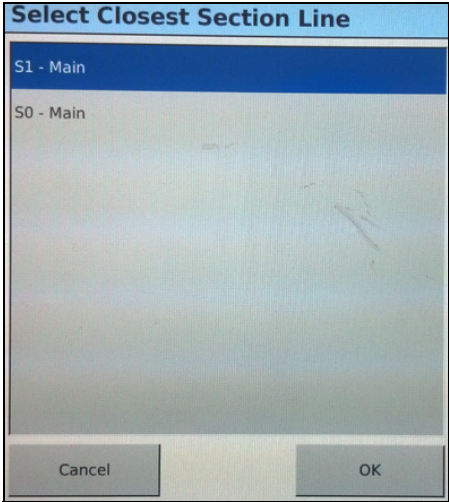 Select Closest Section Line
S1 - Main
S0 - Main
Cancel
OK